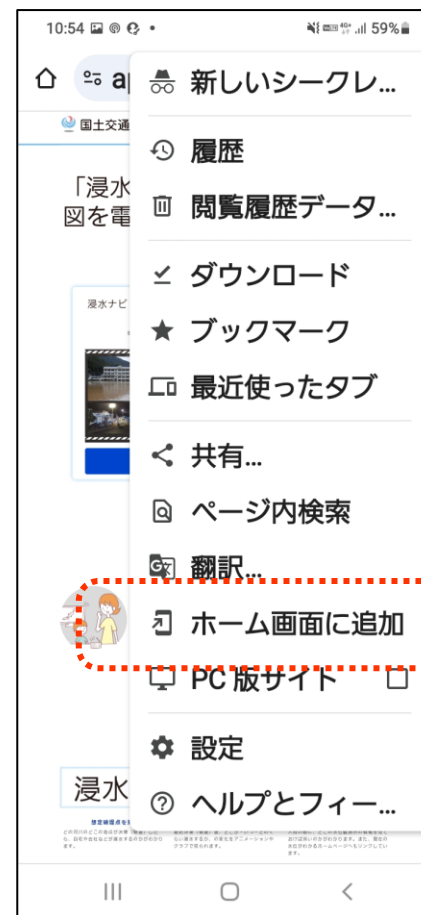 10:54
4G+ 59%
ap
新しいシークレ...
国土交通
履歴
「浸水
図を電
閲覧履歴データ...
ダウンロード
浸水ナビ
ブックマーク
最近使ったタブ
共有...
ページ内検索
翻訳...
ホーム画面に追加
PC 版サイト
設定
浸水
ヘルプとフィー...